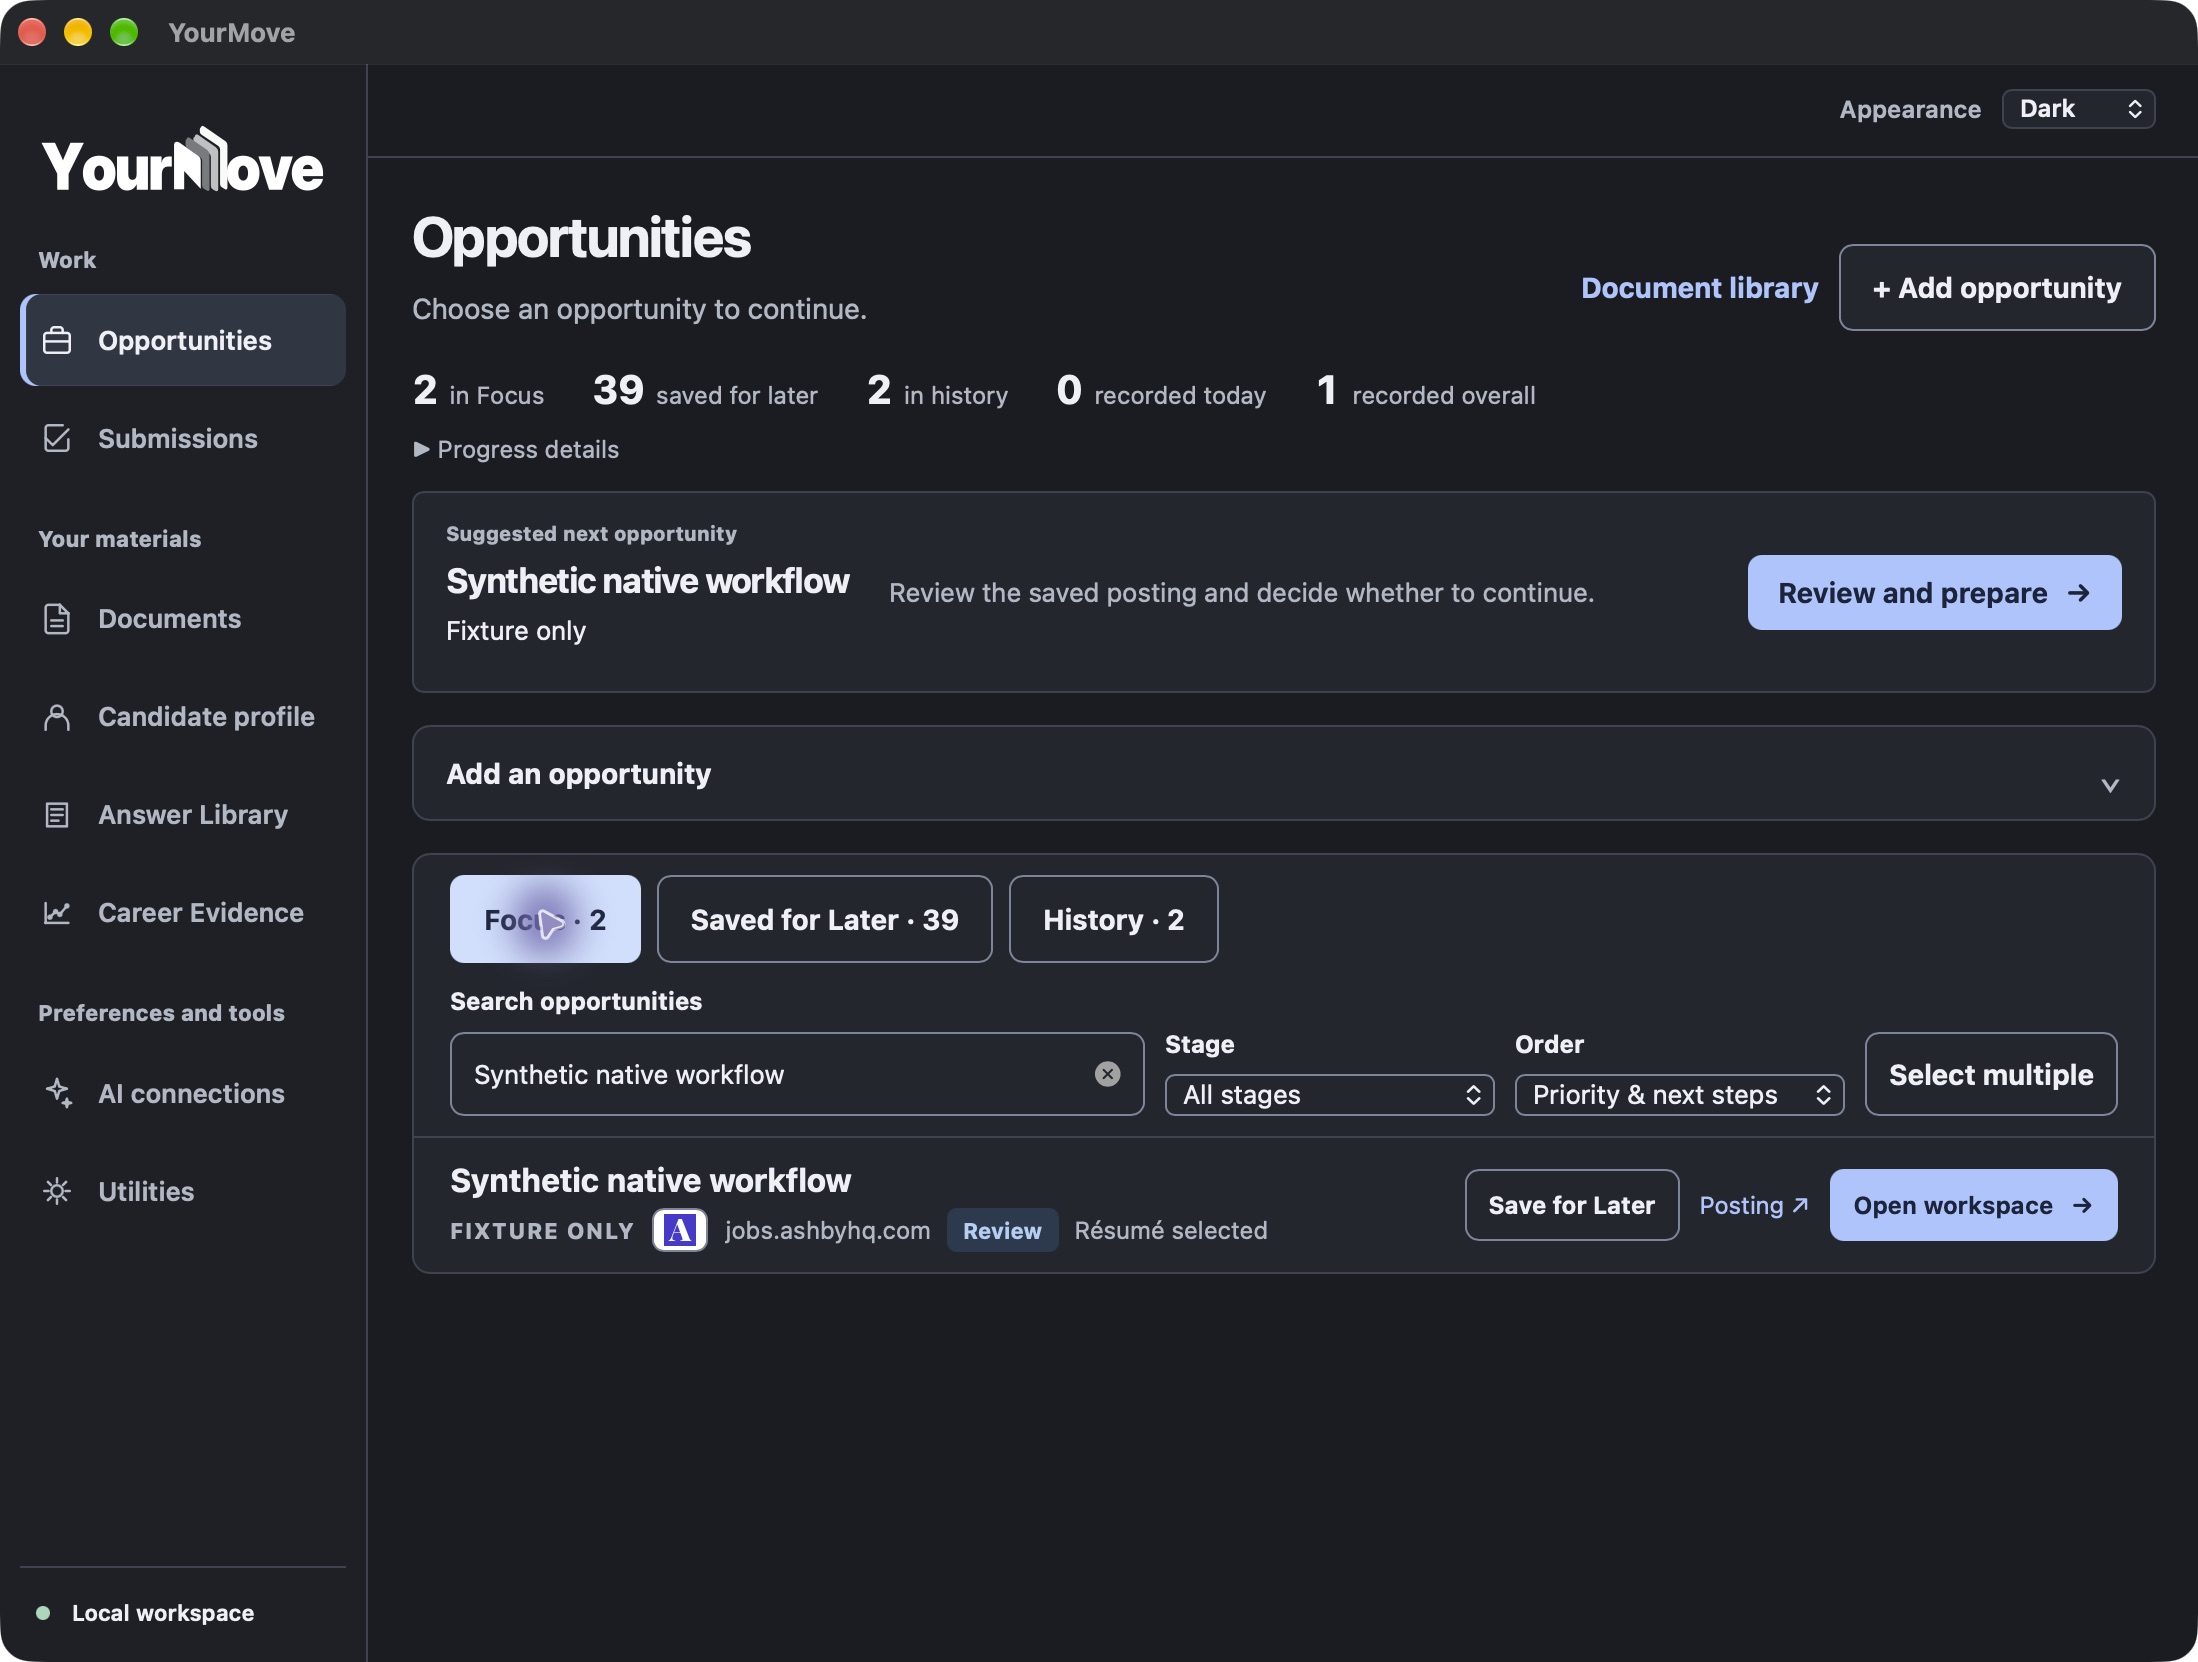 YourMove
YourMove
Appearance
Dark
Work
Opportunities
Submissions
Your materials
Documents
Candidate profile
Answer Library
Career Evidence
Preferences and tools
AI connections
Utilities
Local workspace
Opportunities
Choose an opportunity to continue.
Document library
+ Add opportunity
2 in Focus 39 saved for later 2 in history 0 recorded today 1 recorded overall
Progress details
Suggested next opportunity
Synthetic native workflow
Fixture only
Review the saved posting and decide whether to continue.
Review and prepare →
Add an opportunity
Focus · 2
Saved for Later · 39
History · 2
Search opportunities
Synthetic native workflow
Stage
All stages
Order
Priority & next steps
Select multiple
Synthetic native workflow
FIXTURE ONLY A jobs.ashbyhq.com Review Résumé selected
Save for Later
Posting ↗
Open workspace →